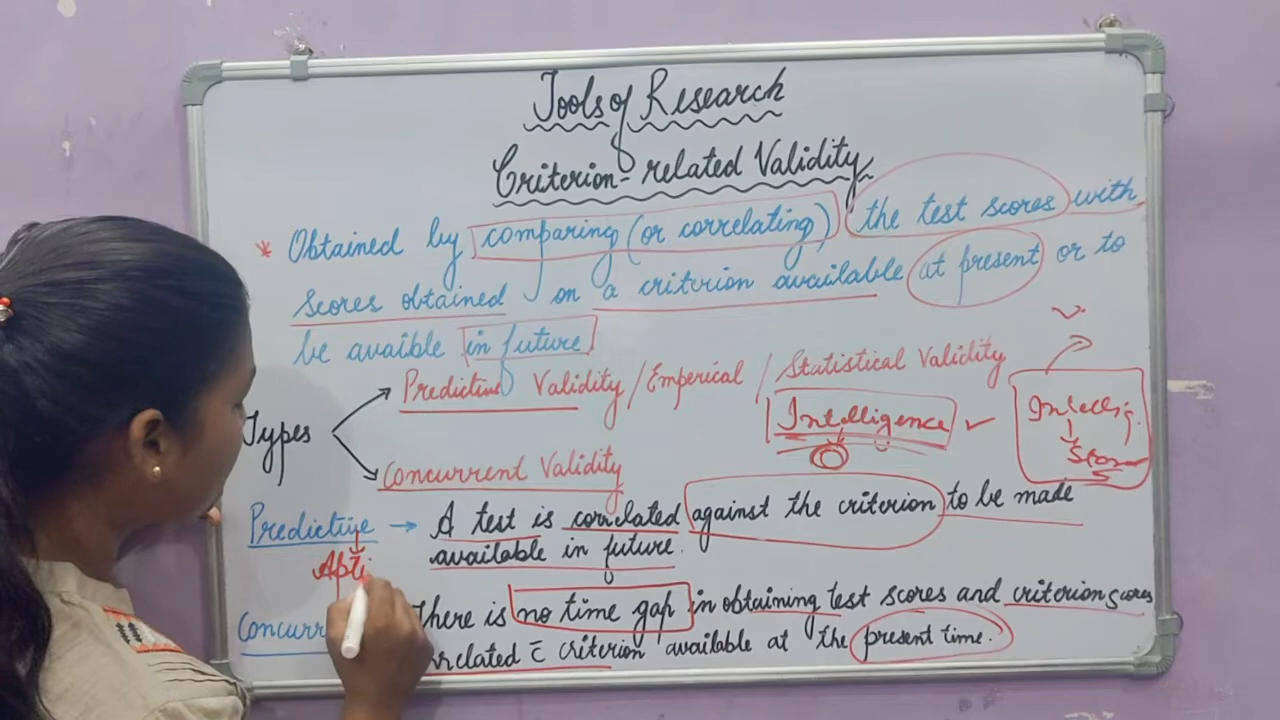 Tools of Research
Criterion-related Validity
* Obtained by comparing (or correlating) the test scores with
scores obtained on a criterion available at present or to
be avaible in future
Types
Predictive Validity / Emperical / Statistical Validity
Intelligence
Intellig.
Score
Concurrent Validity
Predictive → A test is correlated against the criterion to be made
available in future.
Apti
Concurr
there is no time gap in obtaining test scores and criterion scores
related c̄ criterion available at the present time.